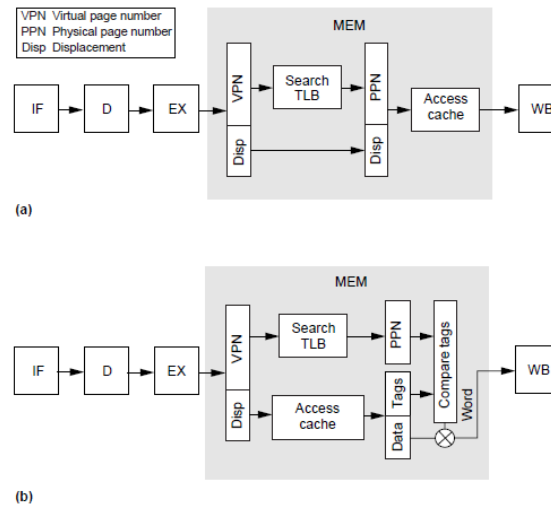 VPN Virtual page number
PPN Physical page number
Disp Displacement
MEM
IF
D
EX
VPN
Disp
Search
TLB
PPN
Disp
Access
cache
WB
(a)
MEM
IF
D
EX
VPN
Disp
Search
TLB
Access
cache
PPN
Tags
Data
Compare tags
Word
WB
(b)